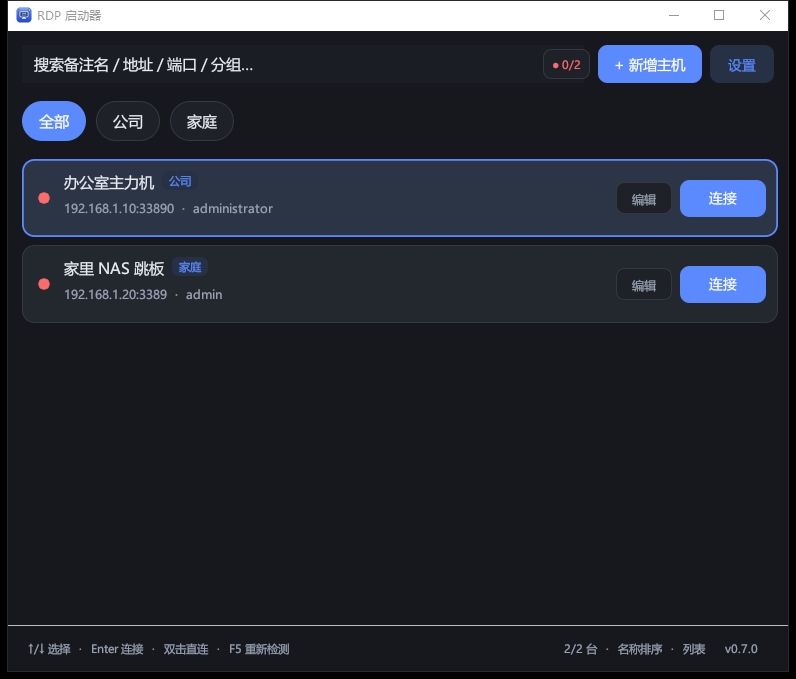 RDP 启动器
搜索备注名 / 地址 / 端口 / 分组... ● 0/2 + 新增主机 设置
全部 公司 家庭
办公室主力机 公司
192.168.1.10:33890 · administrator
编辑 连接
家里 NAS 跳板 家庭
192.168.1.20:3389 · admin
编辑 连接
↑/↓ 选择 · Enter 连接 · 双击直连 · F5 重新检测 2/2 台 · 名称排序 · 列表 v0.7.0